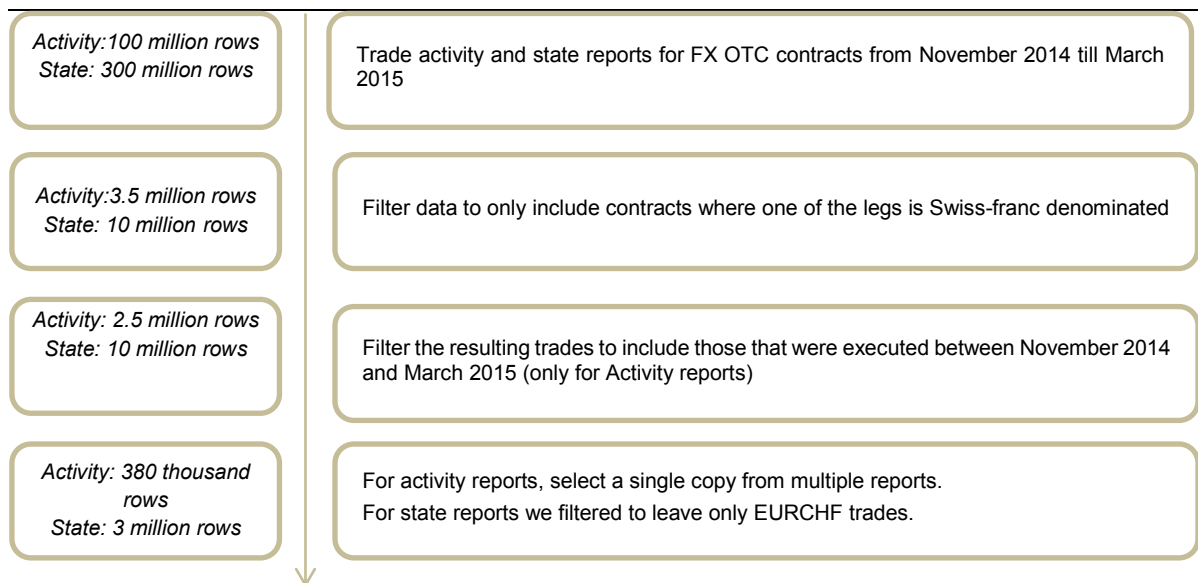 Activity:100 million rows
State: 300 million rows
Trade activity and state reports for FX OTC contracts from November 2014 till March
2015
Activity:3.5 million rows
State: 10 million rows
Filter data to only include contracts where one of the legs is Swiss-franc denominated
Activity: 2.5 million rows
State: 10 million rows
Filter the resulting trades to include those that were executed between November 2014
and March 2015 (only for Activity reports)
Activity: 380 thousand
rows
State: 3 million rows
For activity reports, select a single copy from multiple reports.
For state reports we filtered to leave only EURCHF trades.